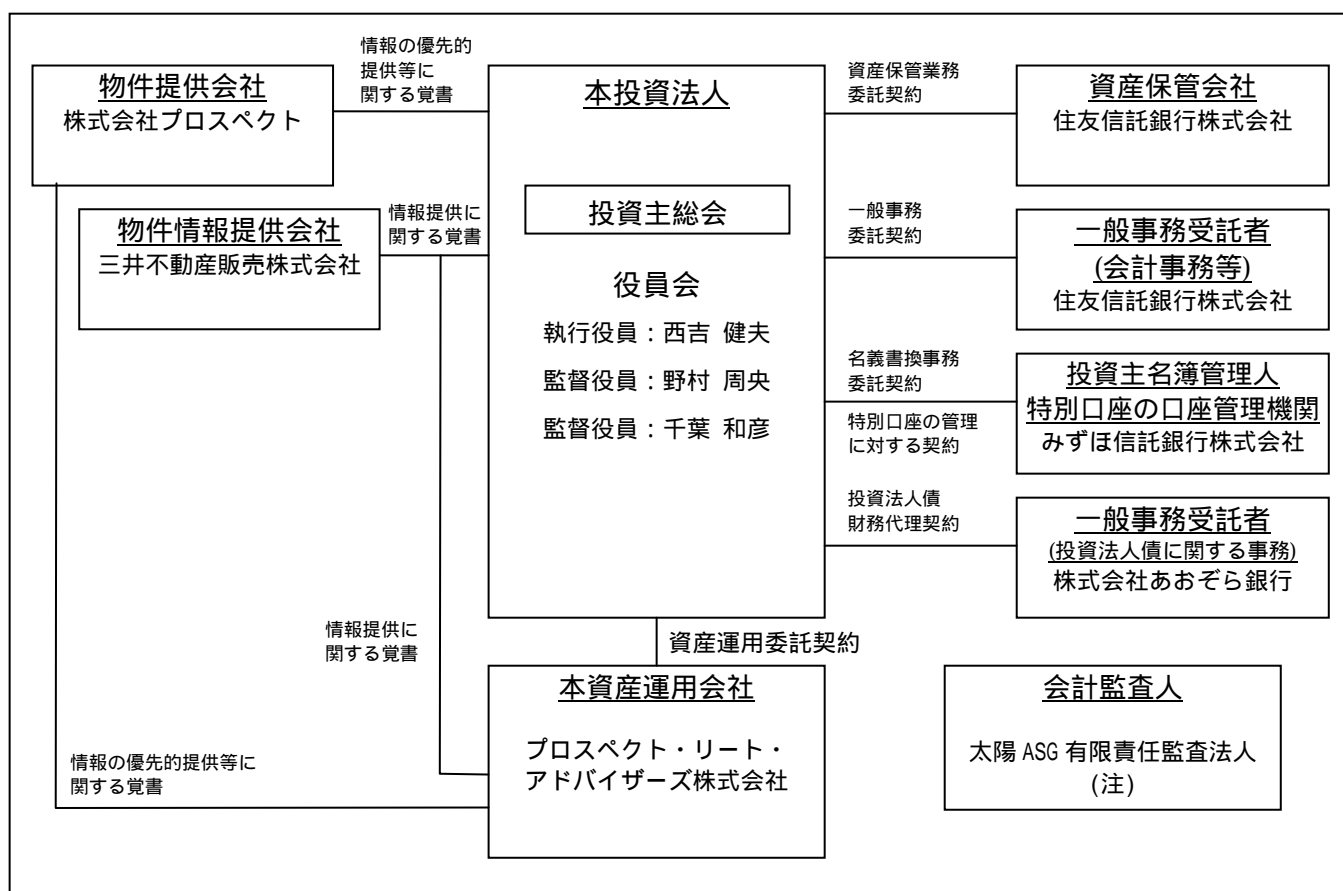 物件提供会社
株式会社プロスペクト
情報の優先的
提供等に
関する覚書
物件情報提供会社
三井不動産販売株式会社
情報提供に
関する覚書
本投資法人
投資主総会
役員会
執行役員：西吉 健夫
監督役員：野村 周央
監督役員：千葉 和彦
資産保管業務
委託契約
資産保管会社
住友信託銀行株式会社
一般事務
委託契約
一般事務受託者
(会計事務等)
住友信託銀行株式会社
名義書換事務
委託契約
特別口座の管理
に対する契約
投資主名簿管理人
特別口座の口座管理機関
みずほ信託銀行株式会社
投資法人債
財務代理契約
一般事務受託者
(投資法人債に関する事務)
株式会社あおぞら銀行
情報提供に
関する覚書
資産運用委託契約
情報の優先的提供等に
関する覚書
本資産運用会社
プロスペクト・リート・
アドバイザーズ株式会社
会計監査人
太陽 ASG 有限責任監査法人
(注)